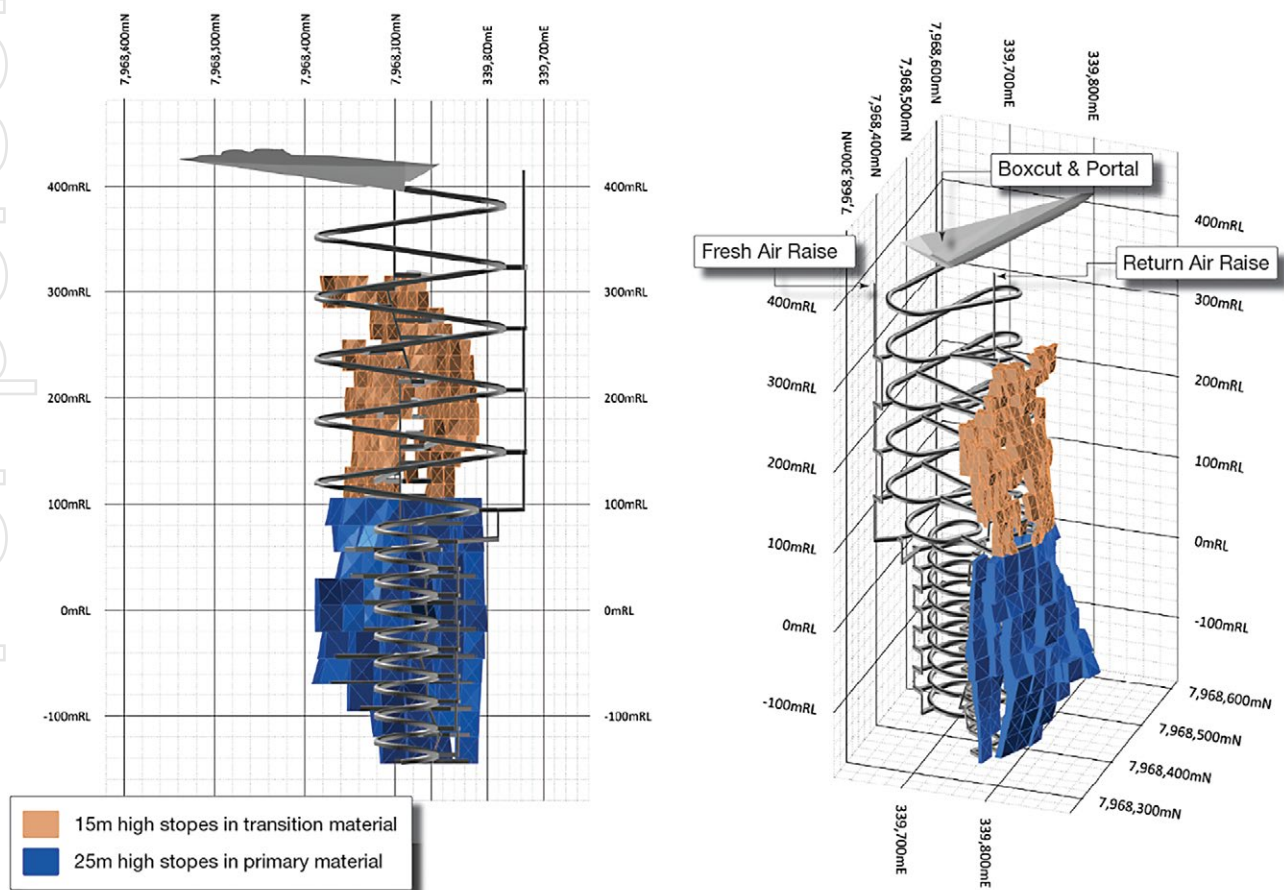 7,968,600mN
7,968,500mN
7,968,400mN
7,968,300mN
339,800mE
339,700mE
400mRL
400mRL
300mRL
300mRL
200mRL
200mRL
100mRL
100mRL
0mRL
0mRL
-100mRL
-100mRL
15m high stopes in transition material
25m high stopes in primary material
7,968,600mN
7,968,500mN
7,968,400mN
7,968,300mN
339,700mE
339,800mE
Boxcut & Portal
Fresh Air Raise
Return Air Raise
400mRL
300mRL
200mRL
100mRL
0mRL
-100mRL
400mRL
300mRL
200mRL
100mRL
0mRL
-100mRL
7,968,600mN
7,968,500mN
7,968,400mN
7,968,300mN
339,700mE
339,800mE